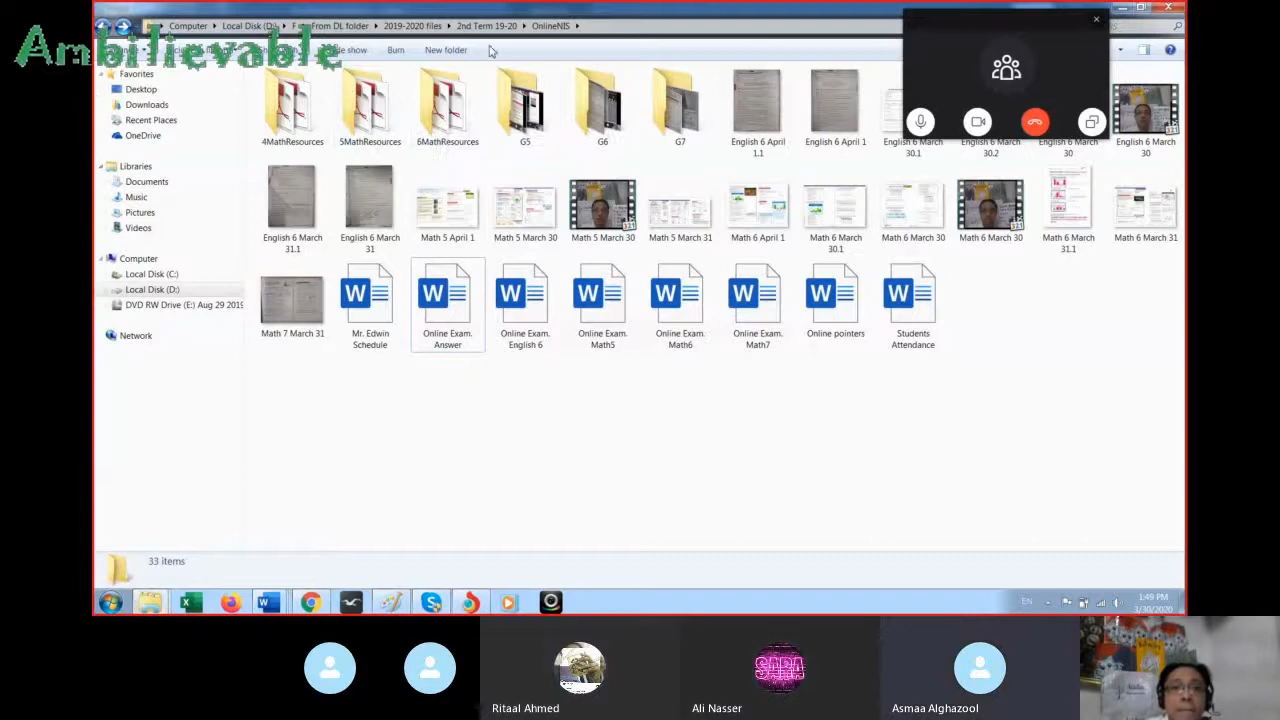 Ambilievable
Computer
Local Disk (D:)
2019-2020 files
2nd Term 19-20
OnlineNIS
Burn
New folder
Favorites
Desktop
Downloads
Recent Places
OneDrive
Libraries
Documents
Music
Pictures
Videos
Computer
Local Disk (C:)
Local Disk (D:)
DVD RW Drive (E:) Aug 29 2019
Network
4MathResources
5MathResources
6MathResources
G5
G6
G7
English 6 April
1.1
English 6 April 1
English 6 March
30.1
English 6 March
30.2
English 6 March
30
English 6 March
30
English 6 March
31.1
English 6 March
31
Math 5 April 1
Math 5 March 30
Math 5 March 30
Math 5 March 31
Math 6 April 1
Math 6 March
30.1
Math 6 March 30
Math 6 March 30
Math 6 March
31.1
Math 6 March 31
Math 7 March 31
Mr. Edwin
Schedule
Online Exam.
Answer
Online Exam.
English 6
Online Exam.
Math5
Online Exam.
Math6
Online Exam.
Math7
Online pointers
Students
Attendance
33 items
EN
1:49 PM
3/30/2020
Ritaal Ahmed
SARA
Ali Nasser
Asmaa Alghazool